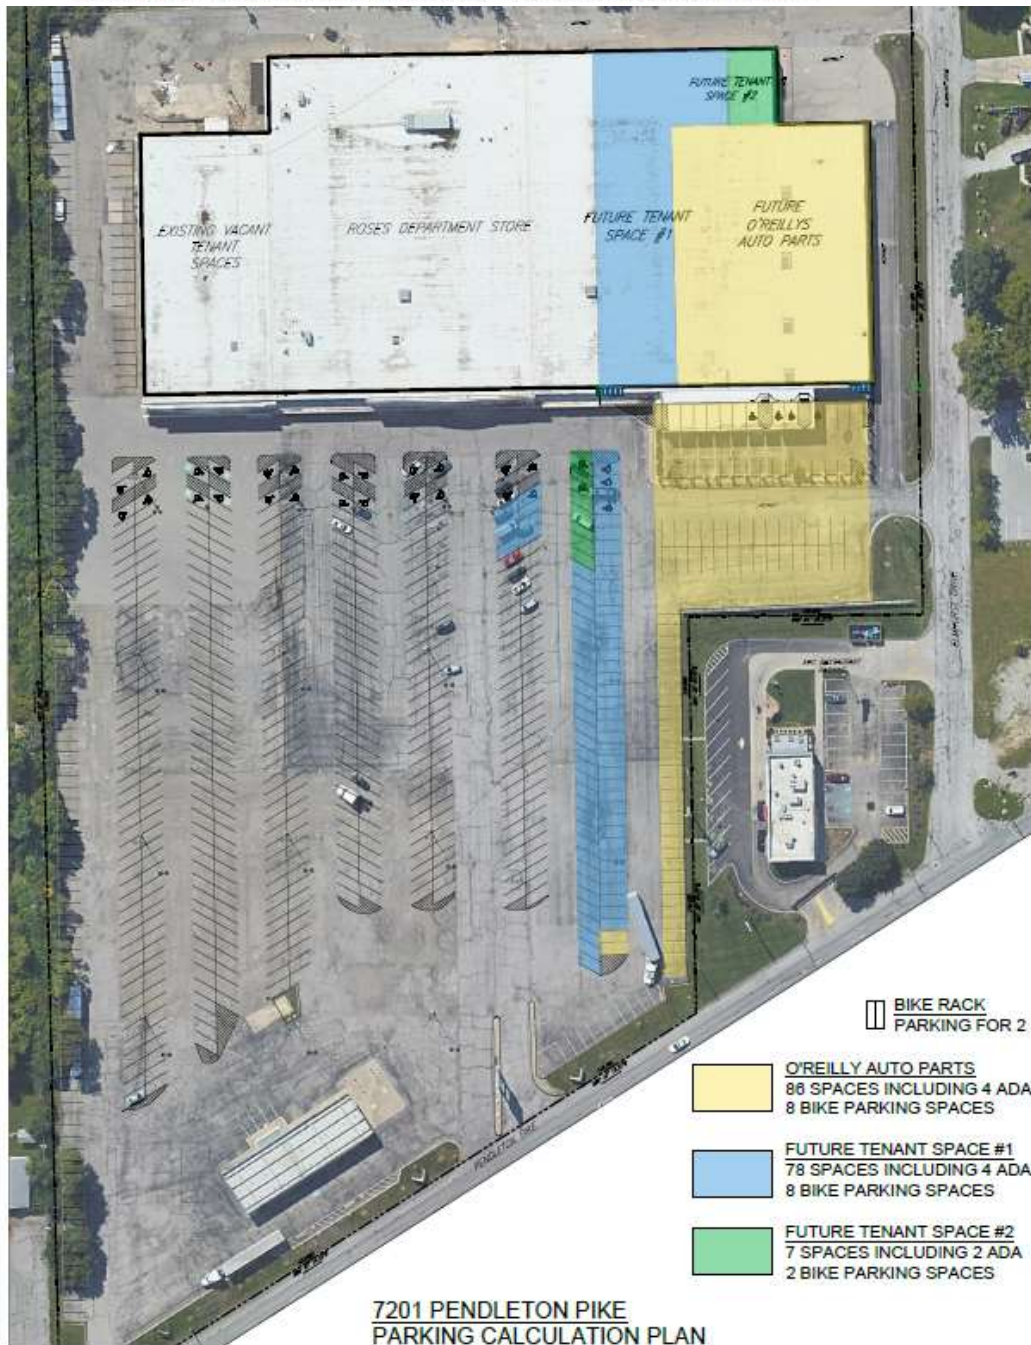 FUTURE TENANT
SPACE #2
EXISTING VACANT
TENANT
SPACES
ROSES DEPARTMENT STORE
FUTURE TENANT
SPACE #1
FUTURE
O'REILLYS
AUTO PARTS
PENDLETON PIKE
BIKE RACK
PARKING FOR 2
O'REILLY AUTO PARTS
86 SPACES INCLUDING 4 ADA
8 BIKE PARKING SPACES
FUTURE TENANT SPACE #1
78 SPACES INCLUDING 4 ADA
8 BIKE PARKING SPACES
FUTURE TENANT SPACE #2
7 SPACES INCLUDING 2 ADA
2 BIKE PARKING SPACES
7201 PENDLETON PIKE
PARKING CALCULATION PLAN